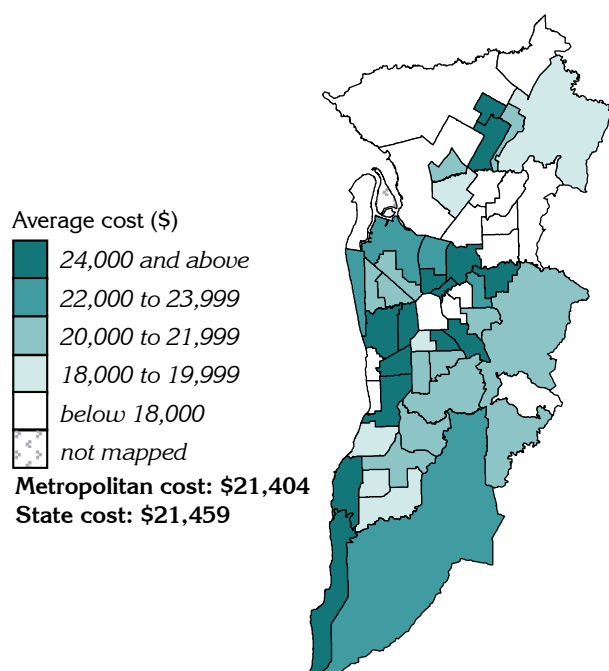 Average cost ($)
24,000 and above
22,000 to 23,999
20,000 to 21,999
18,000 to 19,999
below 18,000
not mapped
Metropolitan cost: $21,404
State cost: $21,459